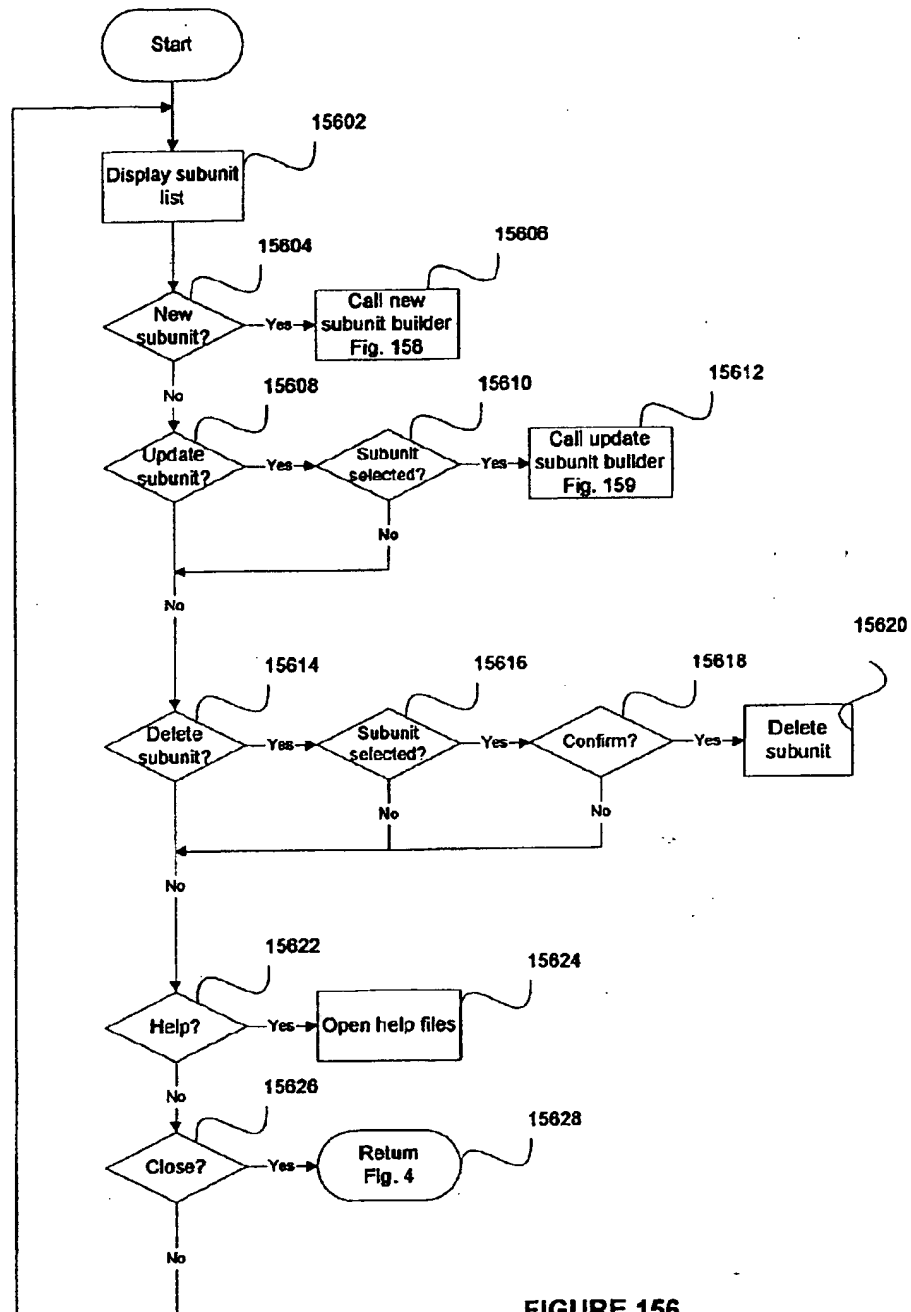 Start
15602
Display subunit
list
15604
New
subunit?
Yes
15606
Call new
subunit builder
Fig. 158
No
15608
Update
subunit?
Yes
15610
Subunit
selected?
Yes
15612
Call update
subunit builder
Fig. 159
No
No
15614
Delete
subunit?
Yes
15616
Subunit
selected?
Yes
15618
Confirm?
Yes
15620
Delete
subunit
No
No
No
15622
Help?
Yes
15624
Open help files
No
15626
Close?
Yes
15628
Return
Fig. 4
No
FIGURE 156